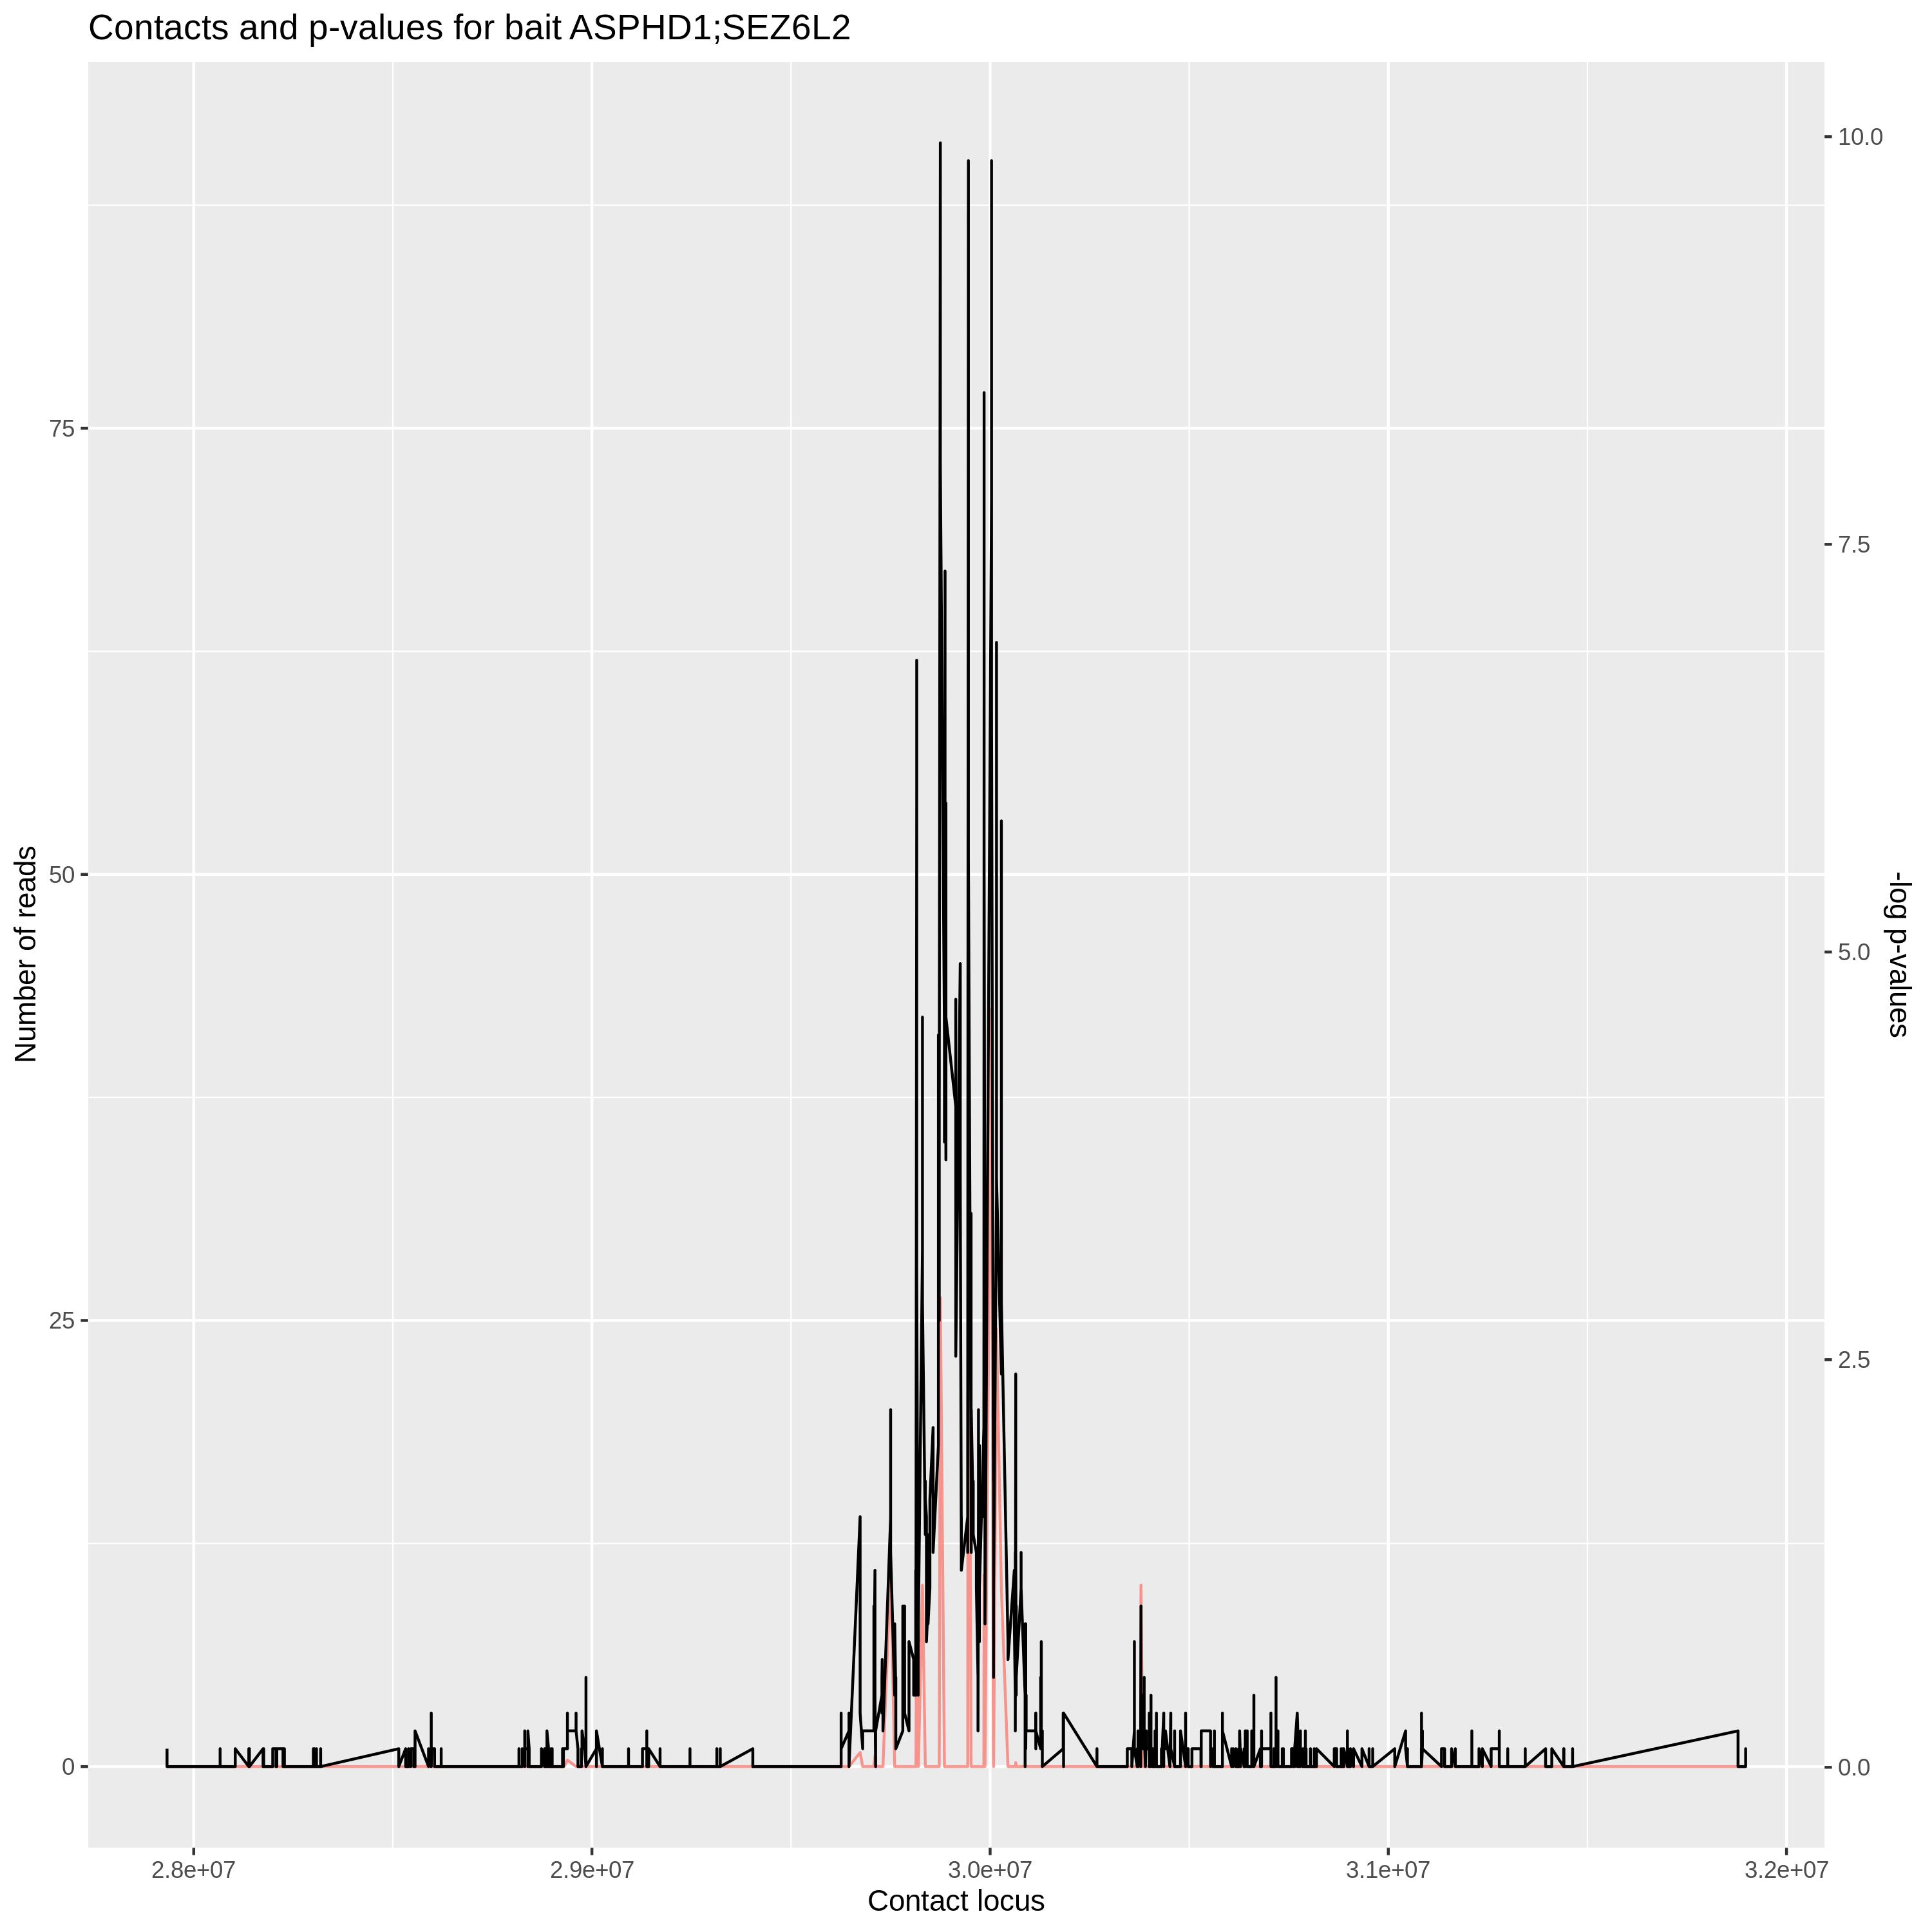 Contacts and p-values for bait ASPHD1;SEZ6L2
10.0
75
7.5
50
5.0
Number of reads
-log p-values
25
2.5
0
0.0
2.8e+07 2.9e+07 3.0e+07 3.1e+07 3.2e+07
Contact locus